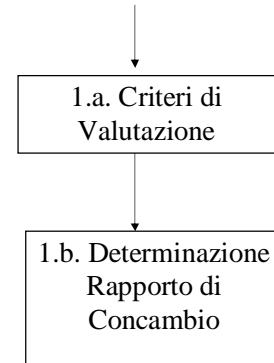 1.a. Criteri di
Valutazione
1.b. Determinazione
Rapporto di
Concambio